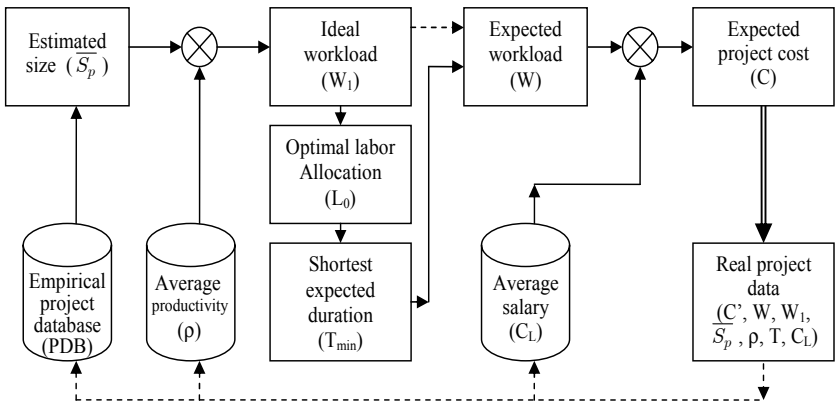 Estimated
size ( S̅p̅ )
Ideal
workload
(W₁)
Expected
workload
(W)
Expected
project cost
(C)
Optimal labor
Allocation
(L₀)
Shortest
expected
duration
(Tmin)
Empirical
project
database
(PDB)
Average
productivity
(ρ)
Average
salary
(CL)
Real project
data
(C’, W, W₁,
S̅p̅ , ρ, T, CL)